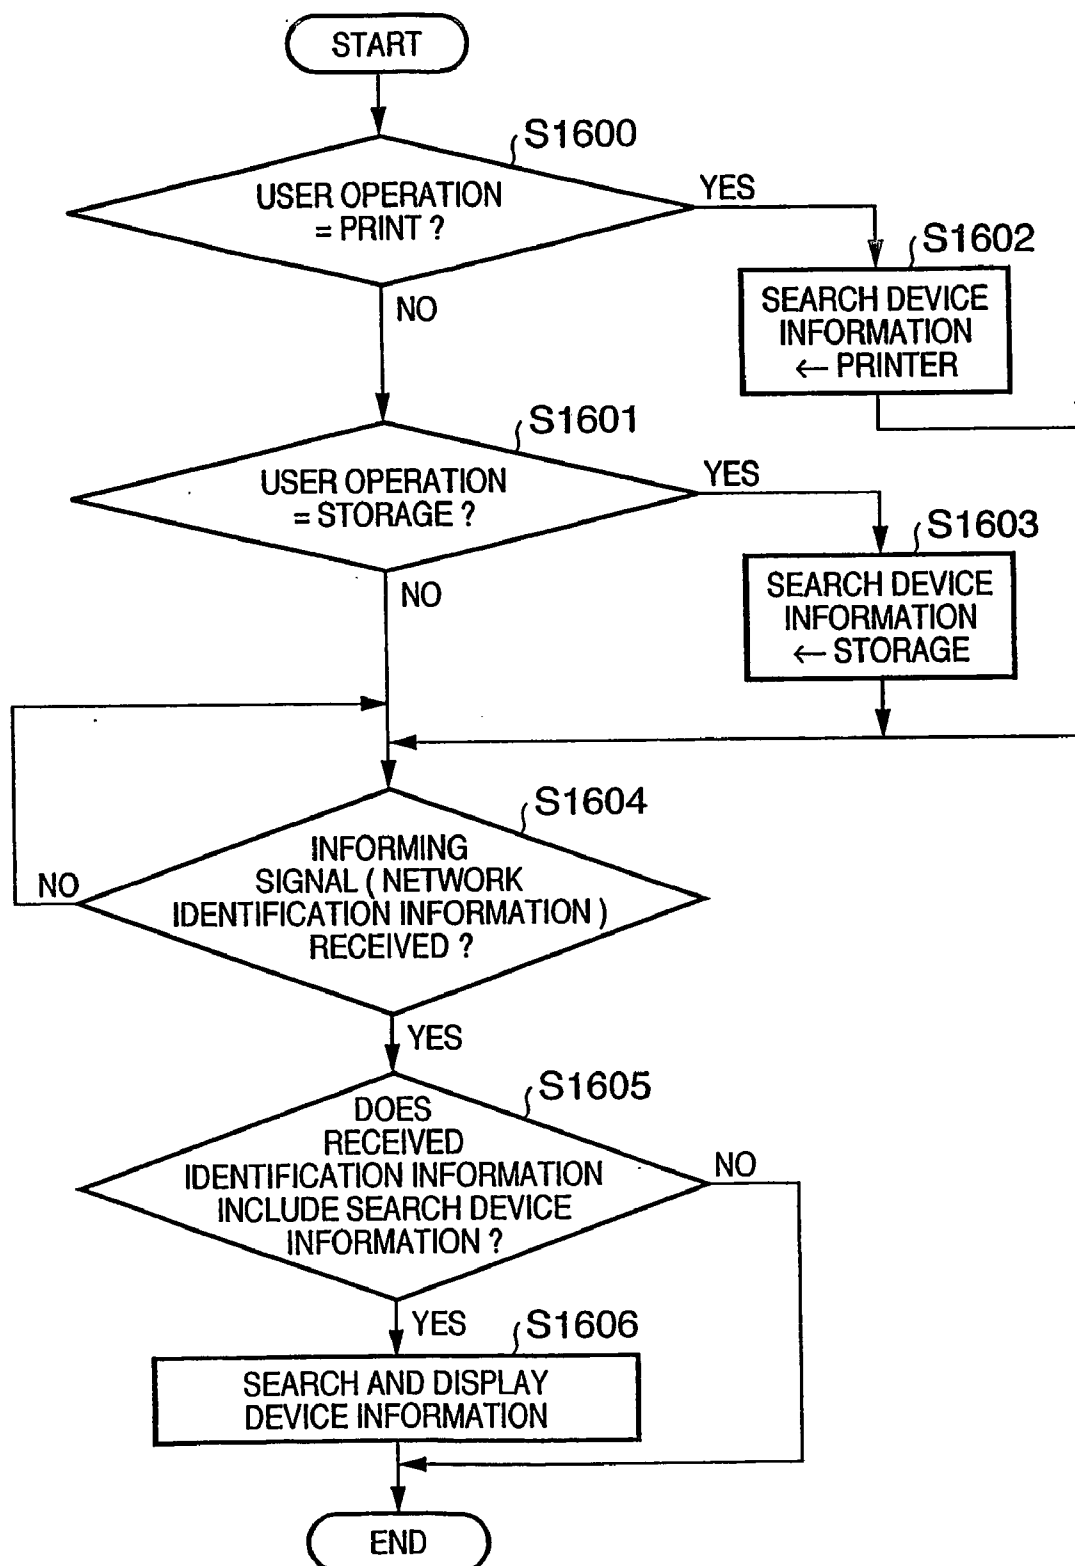 START
S1600
USER OPERATION
= PRINT ?
YES
NO
S1602
SEARCH DEVICE
INFORMATION
← PRINTER
S1601
USER OPERATION
= STORAGE ?
YES
NO
S1603
SEARCH DEVICE
INFORMATION
← STORAGE
S1604
INFORMING
SIGNAL ( NETWORK
IDENTIFICATION INFORMATION )
RECEIVED ?
NO
YES
S1605
DOES
RECEIVED
IDENTIFICATION INFORMATION
INCLUDE SEARCH DEVICE
INFORMATION ?
NO
YES
S1606
SEARCH AND DISPLAY
DEVICE INFORMATION
END